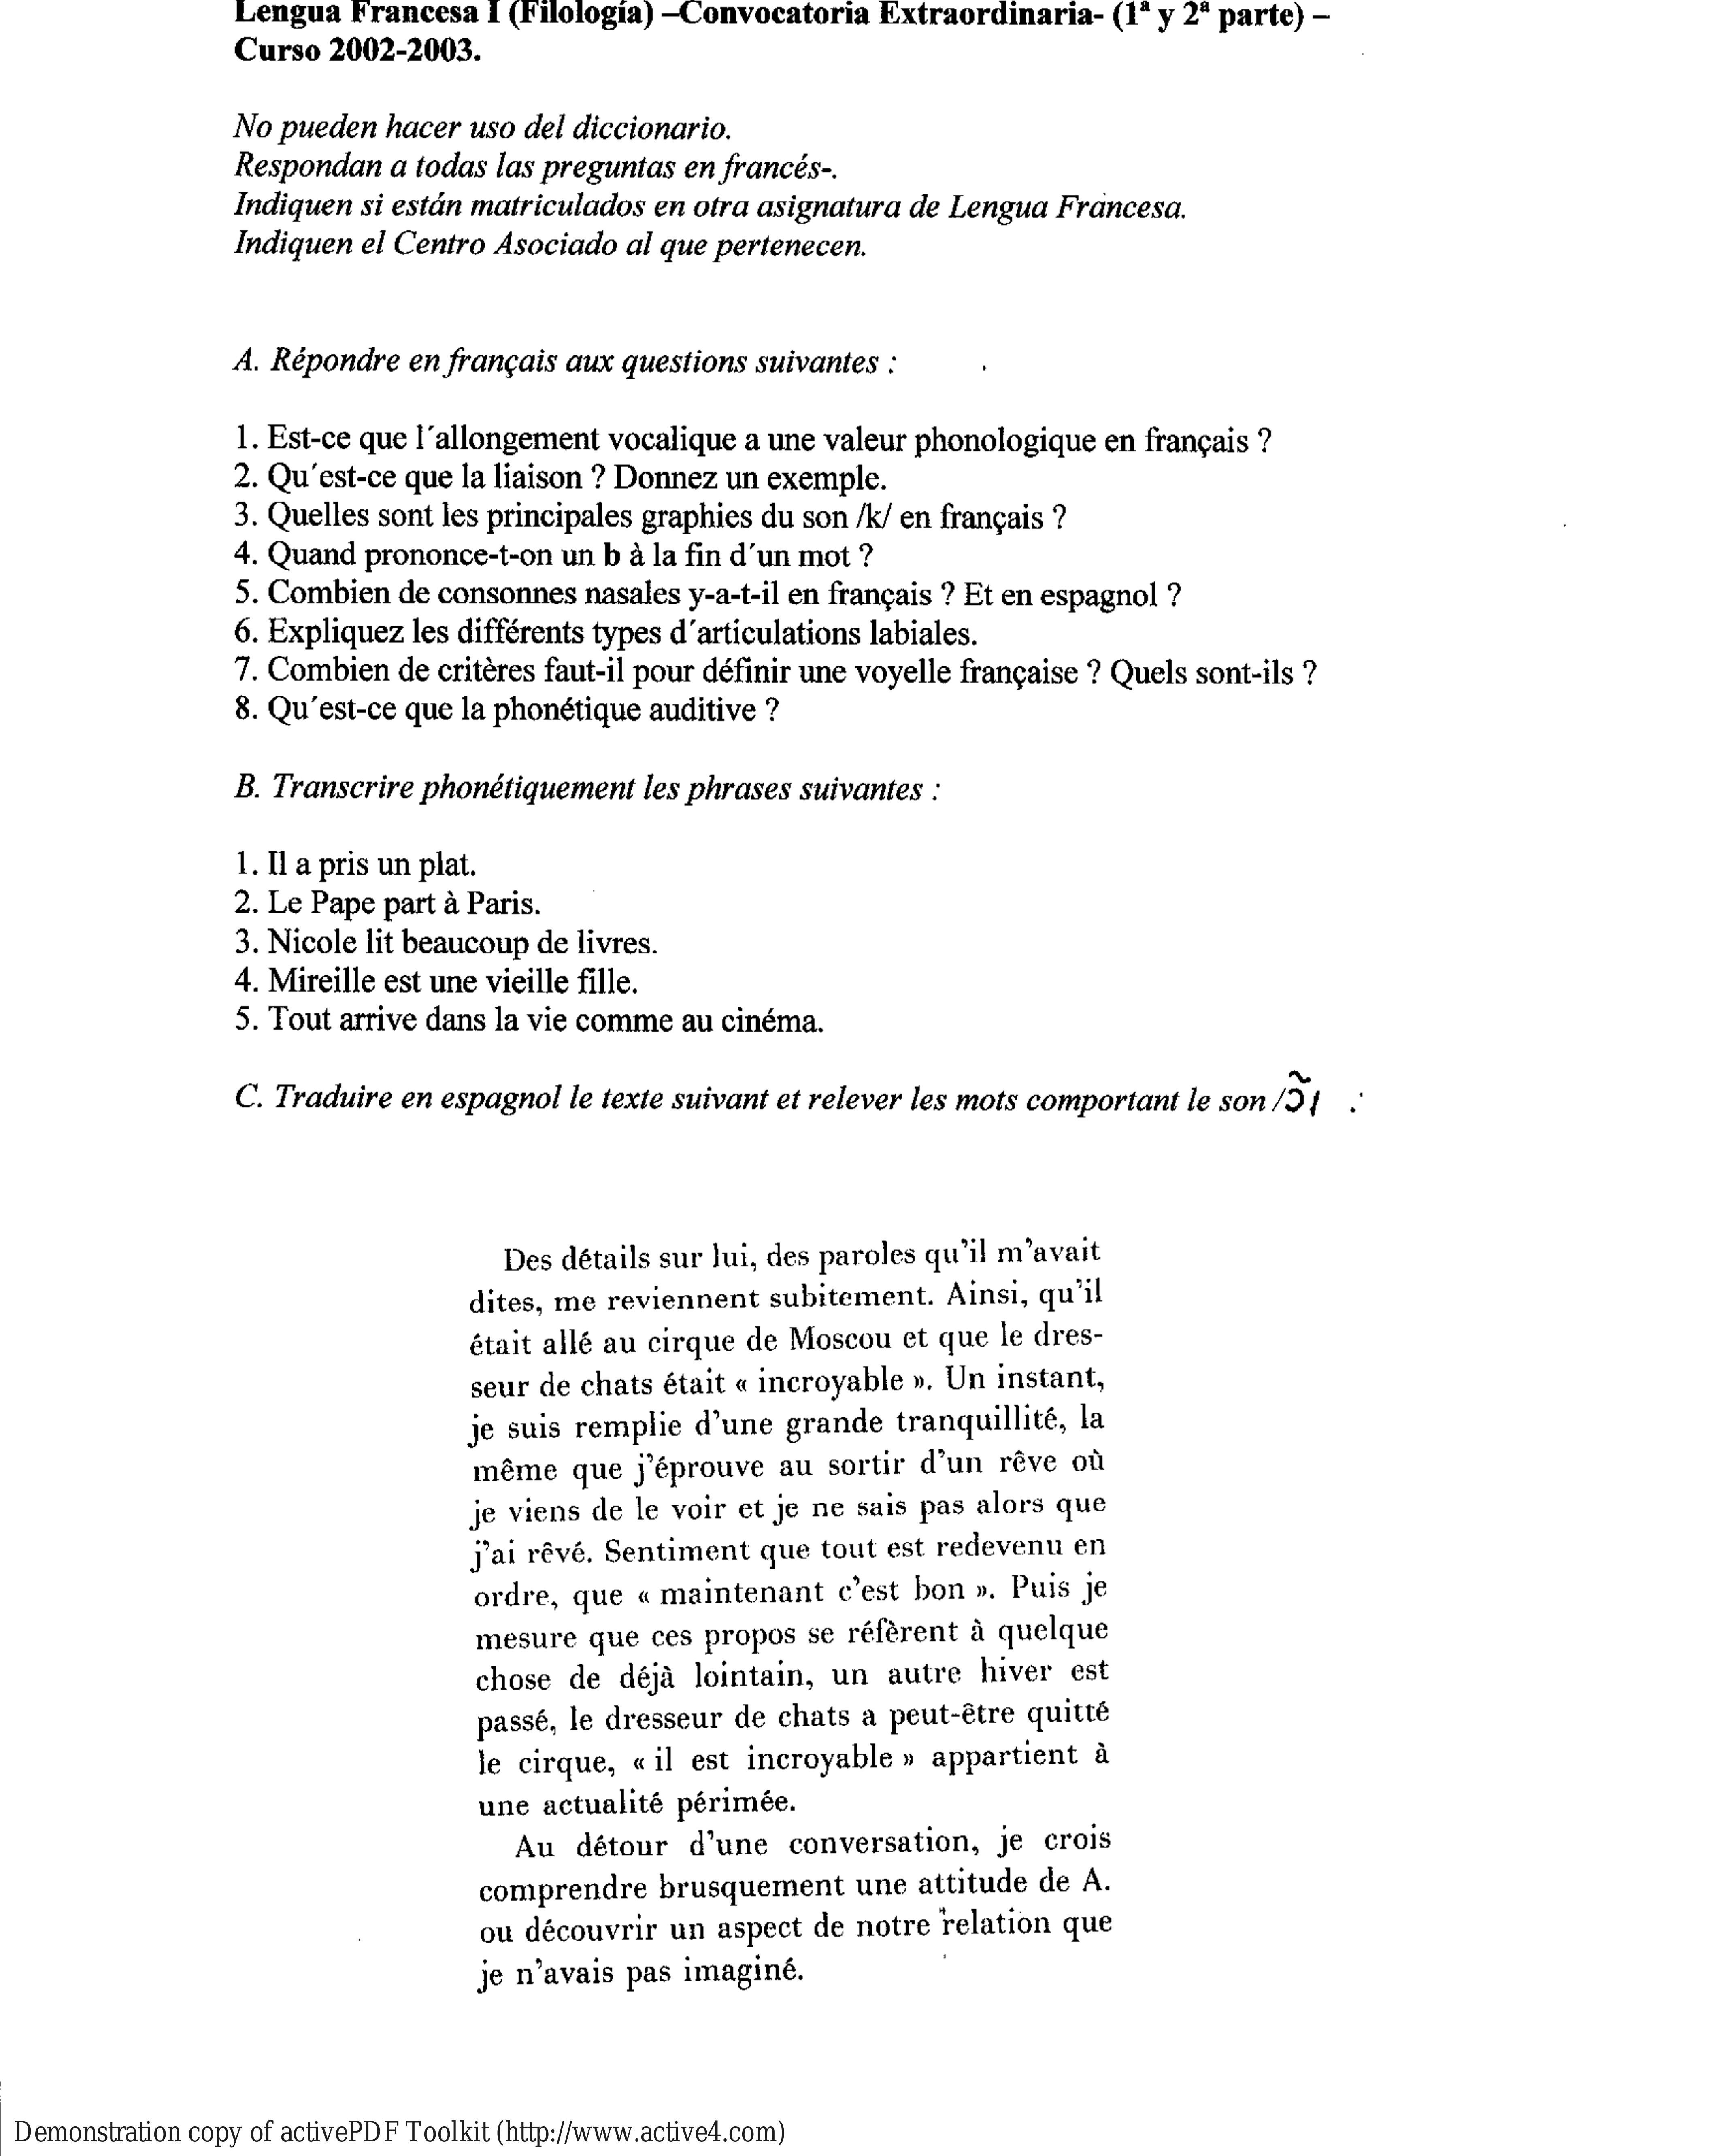 Lengua Francesa I (Filología) –Convocatoria Extraordinaria- (1ª y 2ª parte) –
Curso 2002-2003.
No pueden hacer uso del diccionario.
Respondan a todas las preguntas en francés-.
Indiquen si están matriculados en otra asignatura de Lengua Francesa.
Indiquen el Centro Asociado al que pertenecen.
A. Répondre en français aux questions suivantes :
1. Est-ce que l´allongement vocalique a une valeur phonologique en français ?
2. Qu´est-ce que la liaison ? Donnez un exemple.
3. Quelles sont les principales graphies du son /k/ en français ?
4. Quand prononce-t-on un b à la fin d´un mot ?
5. Combien de consonnes nasales y-a-t-il en français ? Et en espagnol ?
6. Expliquez les différents types d´articulations labiales.
7. Combien de critères faut-il pour définir une voyelle française ? Quels sont-ils ?
8. Qu´est-ce que la phonétique auditive ?
B. Transcrire phonétiquement les phrases suivantes :
1. Il a pris un plat.
2. Le Pape part à Paris.
3. Nicole lit beaucoup de livres.
4. Mireille est une vieille fille.
5. Tout arrive dans la vie comme au cinéma.
C. Traduire en espagnol le texte suivant et relever les mots comportant le son /ɔ̃/ :
Des détails sur lui, des paroles qu'il m'avait
dites, me reviennent subitement. Ainsi, qu'il
était allé au cirque de Moscou et que le dres-
seur de chats était « incroyable ». Un instant,
je suis remplie d'une grande tranquillité, la
même que j'éprouve au sortir d'un rêve où
je viens de le voir et je ne sais pas alors que
j'ai rêvé. Sentiment que tout est redevenu en
ordre, que « maintenant c'est bon ». Puis je
mesure que ces propos se réfèrent à quelque
chose de déjà lointain, un autre hiver est
passé, le dresseur de chats a peut-être quitté
le cirque, « il est incroyable » appartient à
une actualité périmée.
Au détour d'une conversation, je crois
comprendre brusquement une attitude de A.
ou découvrir un aspect de notre relation que
je n'avais pas imaginé.
Demonstration copy of activePDF Toolkit (http://www.active4.com)